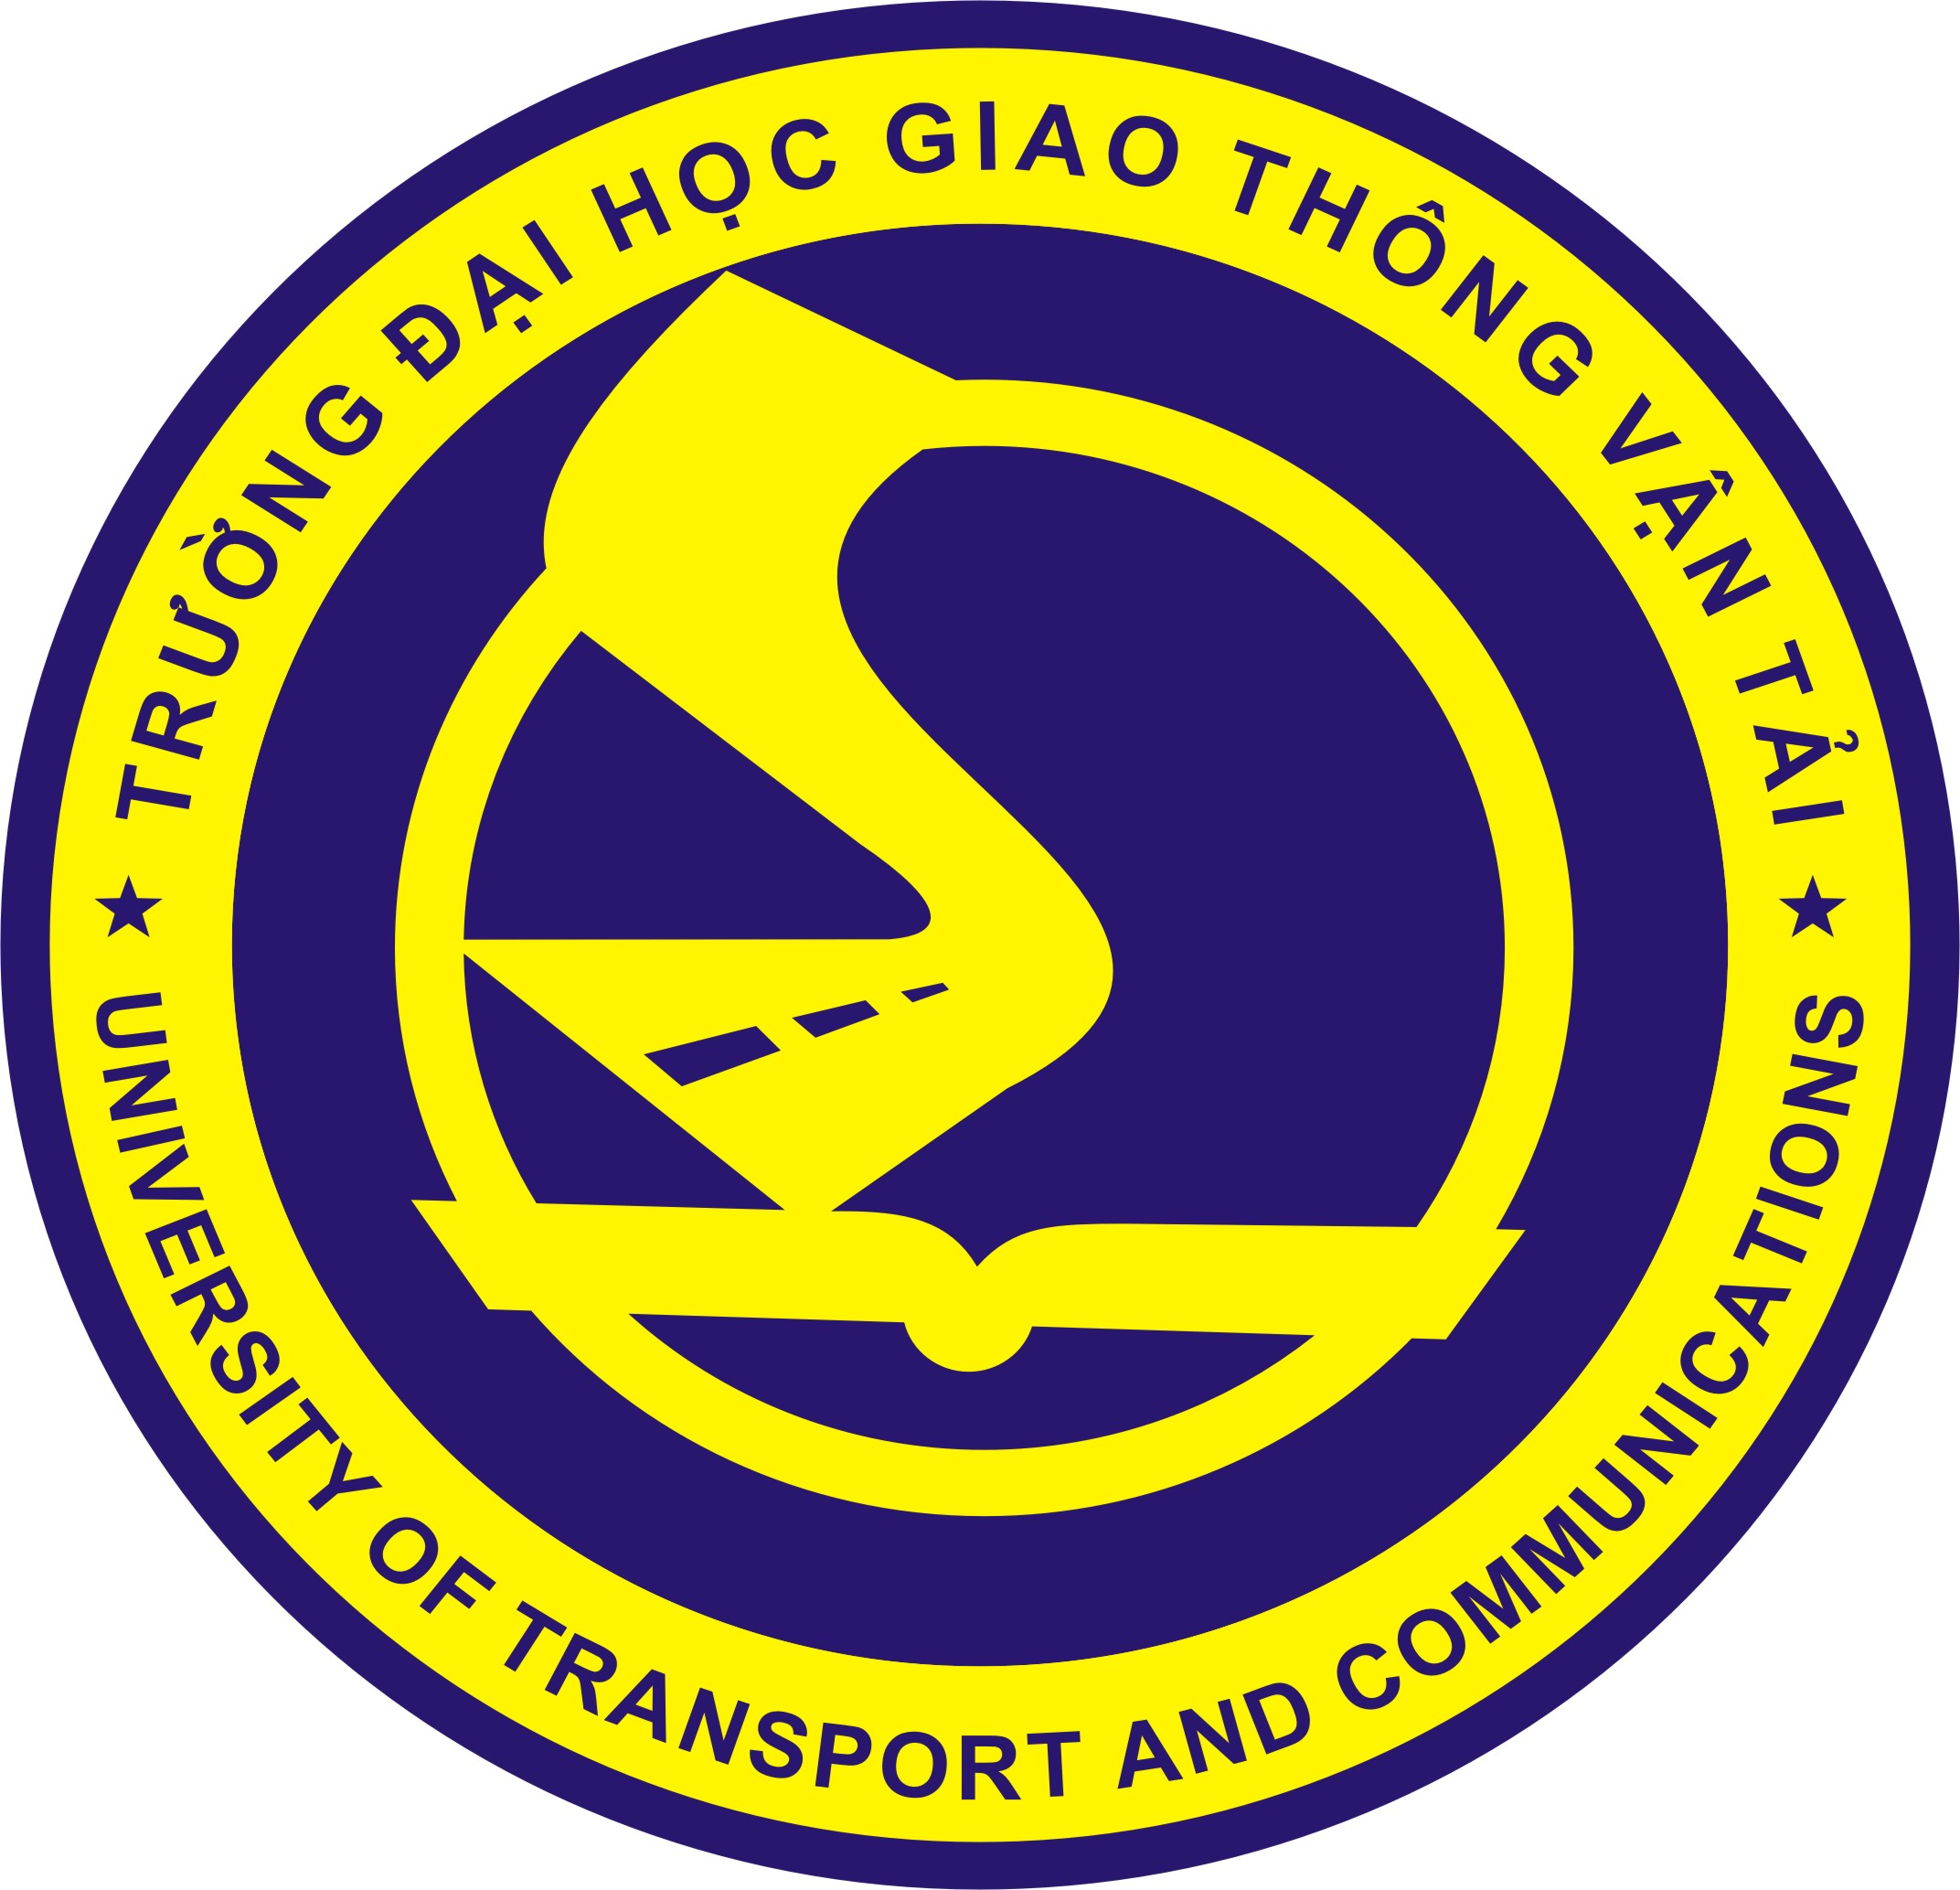 TRƯỜNG ĐẠI HỌC GIAO THÔNG VẬN TẢI
UNIVERSITY OF TRANSPORT AND COMMUNICATIONS